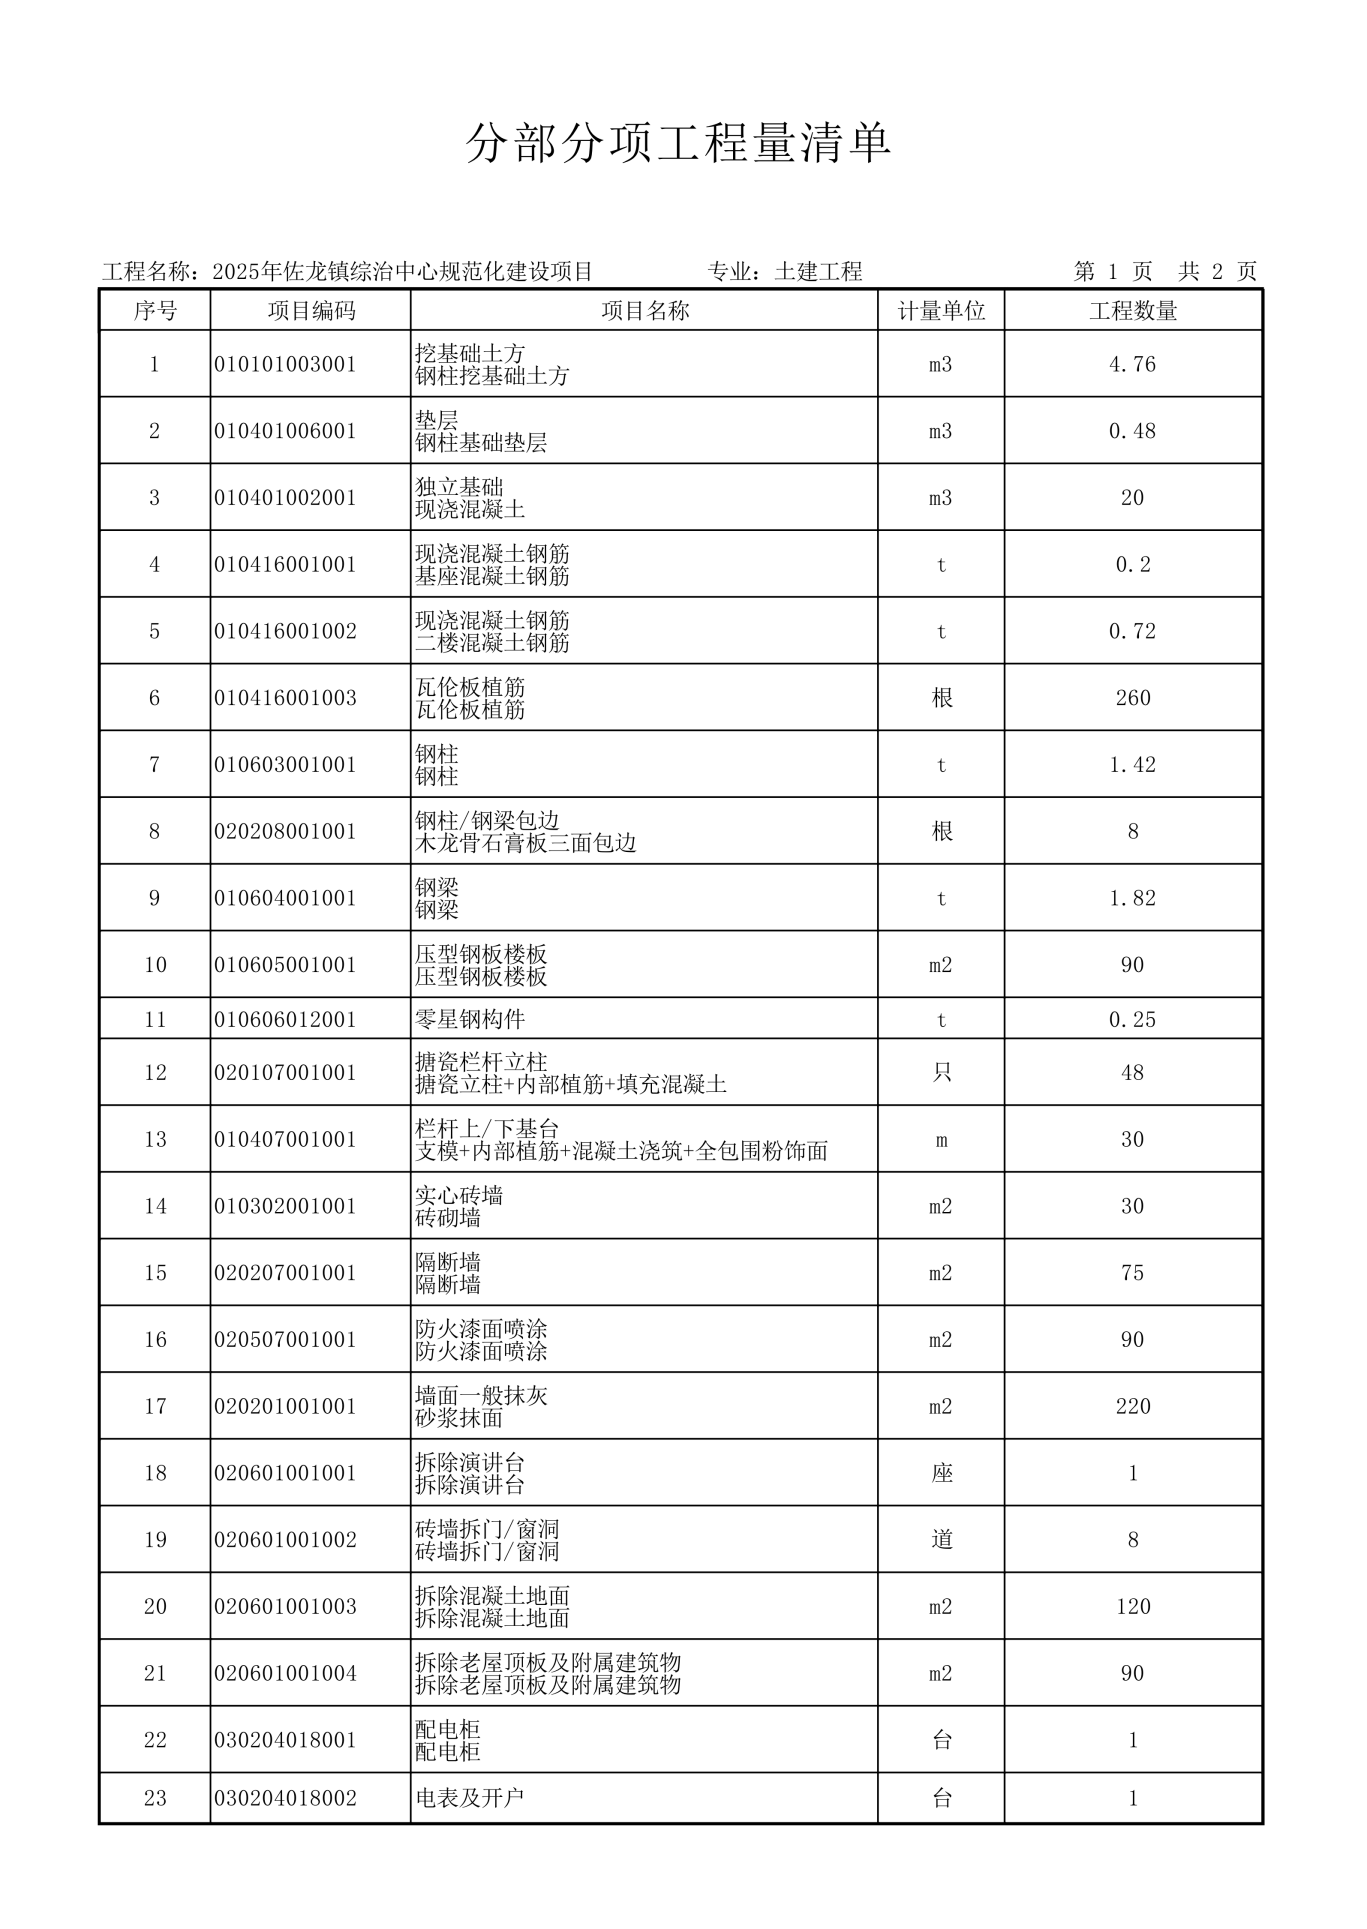 分部分项工程量清单
工程名称：2025年佐龙镇综治中心规范化建设项目 专业：土建工程 第 1 页 共 2 页
序号 项目编码 项目名称 计量单位 工程数量
1 010101003001 挖基础土方 m3 4.76
钢柱挖基础土方
2 010401006001 垫层 m3 0.48
钢柱基础垫层
3 010401002001 独立基础 m3 20
现浇混凝土
4 010416001001 现浇混凝土钢筋 t 0.2
基座混凝土钢筋
5 010416001002 现浇混凝土钢筋 t 0.72
二楼混凝土钢筋
6 010416001003 瓦伦板植筋 根 260
瓦伦板植筋
7 010603001001 钢柱 t 1.42
钢柱
8 020208001001 钢柱/钢梁包边 根 8
木龙骨石膏板三面包边
9 010604001001 钢梁 t 1.82
钢梁
10 010605001001 压型钢板楼板 m2 90
压型钢板楼板
11 010606012001 零星钢构件 t 0.25
12 020107001001 搪瓷栏杆立柱 只 48
搪瓷立柱+内部植筋+填充混凝土
13 010407001001 栏杆上/下基台 m 30
支模+内部植筋+混凝土浇筑+全包围粉饰面
14 010302001001 实心砖墙 m2 30
砖砌墙
15 020207001001 隔断墙 m2 75
隔断墙
16 020507001001 防火漆面喷涂 m2 90
防火漆面喷涂
17 020201001001 墙面一般抹灰 m2 220
砂浆抹面
18 020601001001 拆除演讲台 座 1
拆除演讲台
19 020601001002 砖墙拆门/窗洞 道 8
砖墙拆门/窗洞
20 020601001003 拆除混凝土地面 m2 120
拆除混凝土地面
21 020601001004 拆除老屋顶板及附属建筑物 m2 90
拆除老屋顶板及附属建筑物
22 030204018001 配电柜 台 1
配电柜
23 030204018002 电表及开户 台 1